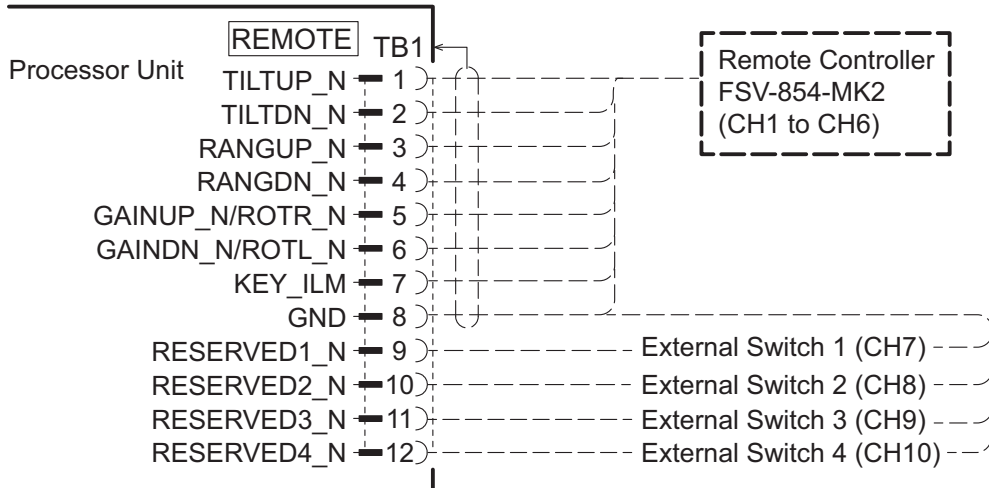 REMOTE TB1
Processor Unit
TILTUP_N 1
TILTDN_N 2
RANGUP_N 3
RANGDN_N 4
GAINUP_N/ROTR_N 5
GAINDN_N/ROTL_N 6
KEY_ILM 7
GND 8
RESERVED1_N 9 External Switch 1 (CH7)
RESERVED2_N 10 External Switch 2 (CH8)
RESERVED3_N 11 External Switch 3 (CH9)
RESERVED4_N 12 External Switch 4 (CH10)
Remote Controller
FSV-854-MK2
(CH1 to CH6)